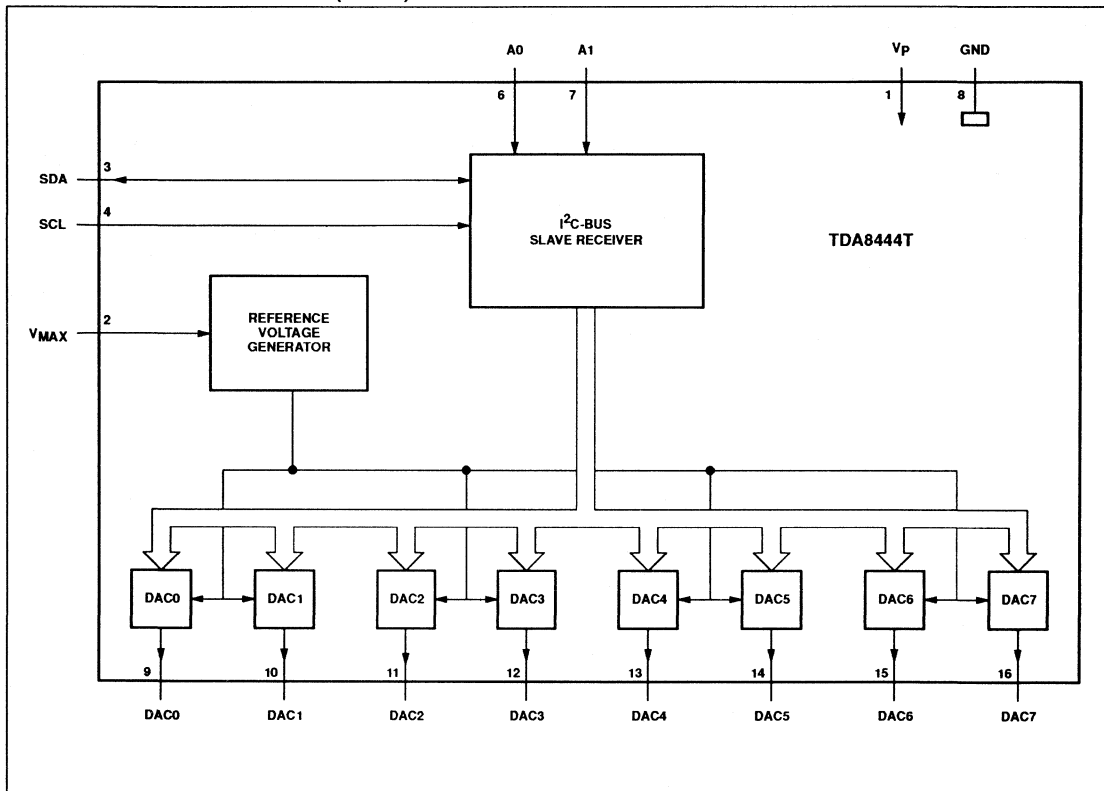 A0 A1 VP GND
6 7 1 8
3
SDA
4
SCL
I²C-BUS
SLAVE RECEIVER
TDA8444T
2
VMAX
REFERENCE
VOLTAGE
GENERATOR
DAC0 DAC1 DAC2 DAC3 DAC4 DAC5 DAC6 DAC7
9 10 11 12 13 14 15 16
DAC0 DAC1 DAC2 DAC3 DAC4 DAC5 DAC6 DAC7